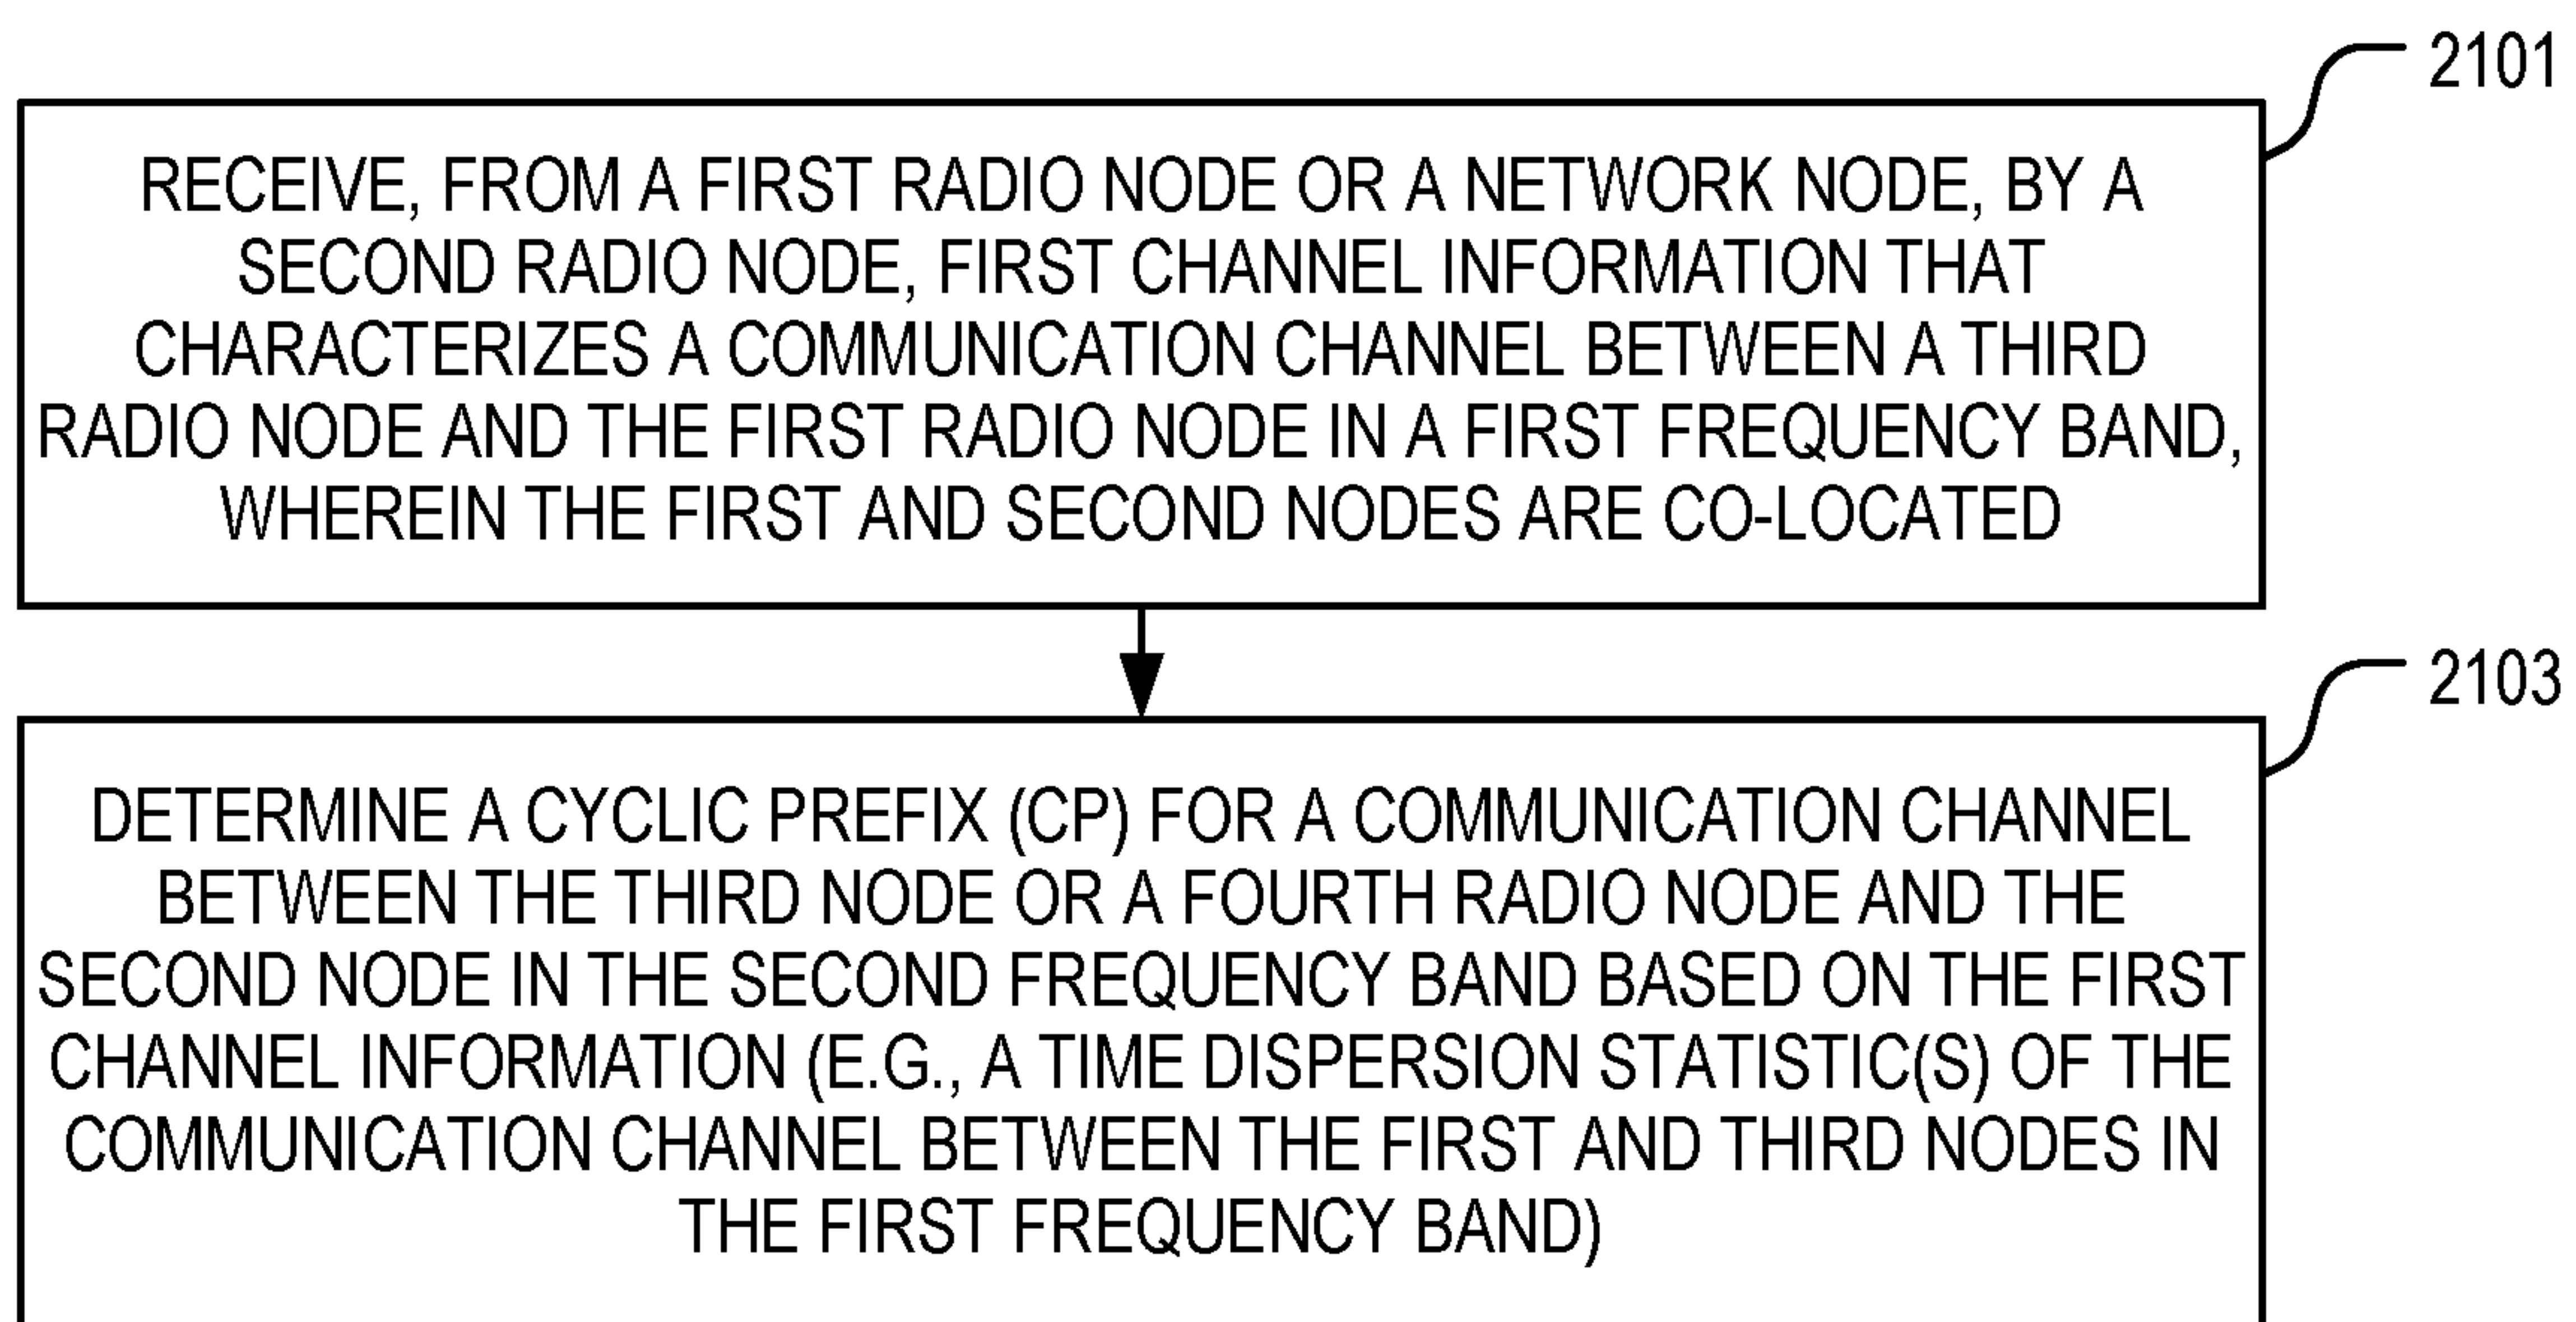 2101
RECEIVE, FROM A FIRST RADIO NODE OR A NETWORK NODE, BY A
SECOND RADIO NODE, FIRST CHANNEL INFORMATION THAT
CHARACTERIZES A COMMUNICATION CHANNEL BETWEEN A THIRD
RADIO NODE AND THE FIRST RADIO NODE IN A FIRST FREQUENCY BAND,
WHEREIN THE FIRST AND SECOND NODES ARE CO-LOCATED
2103
DETERMINE A CYCLIC PREFIX (CP) FOR A COMMUNICATION CHANNEL
BETWEEN THE THIRD NODE OR A FOURTH RADIO NODE AND THE
SECOND NODE IN THE SECOND FREQUENCY BAND BASED ON THE FIRST
CHANNEL INFORMATION (E.G., A TIME DISPERSION STATISTIC(S) OF THE
COMMUNICATION CHANNEL BETWEEN THE FIRST AND THIRD NODES IN
THE FIRST FREQUENCY BAND)